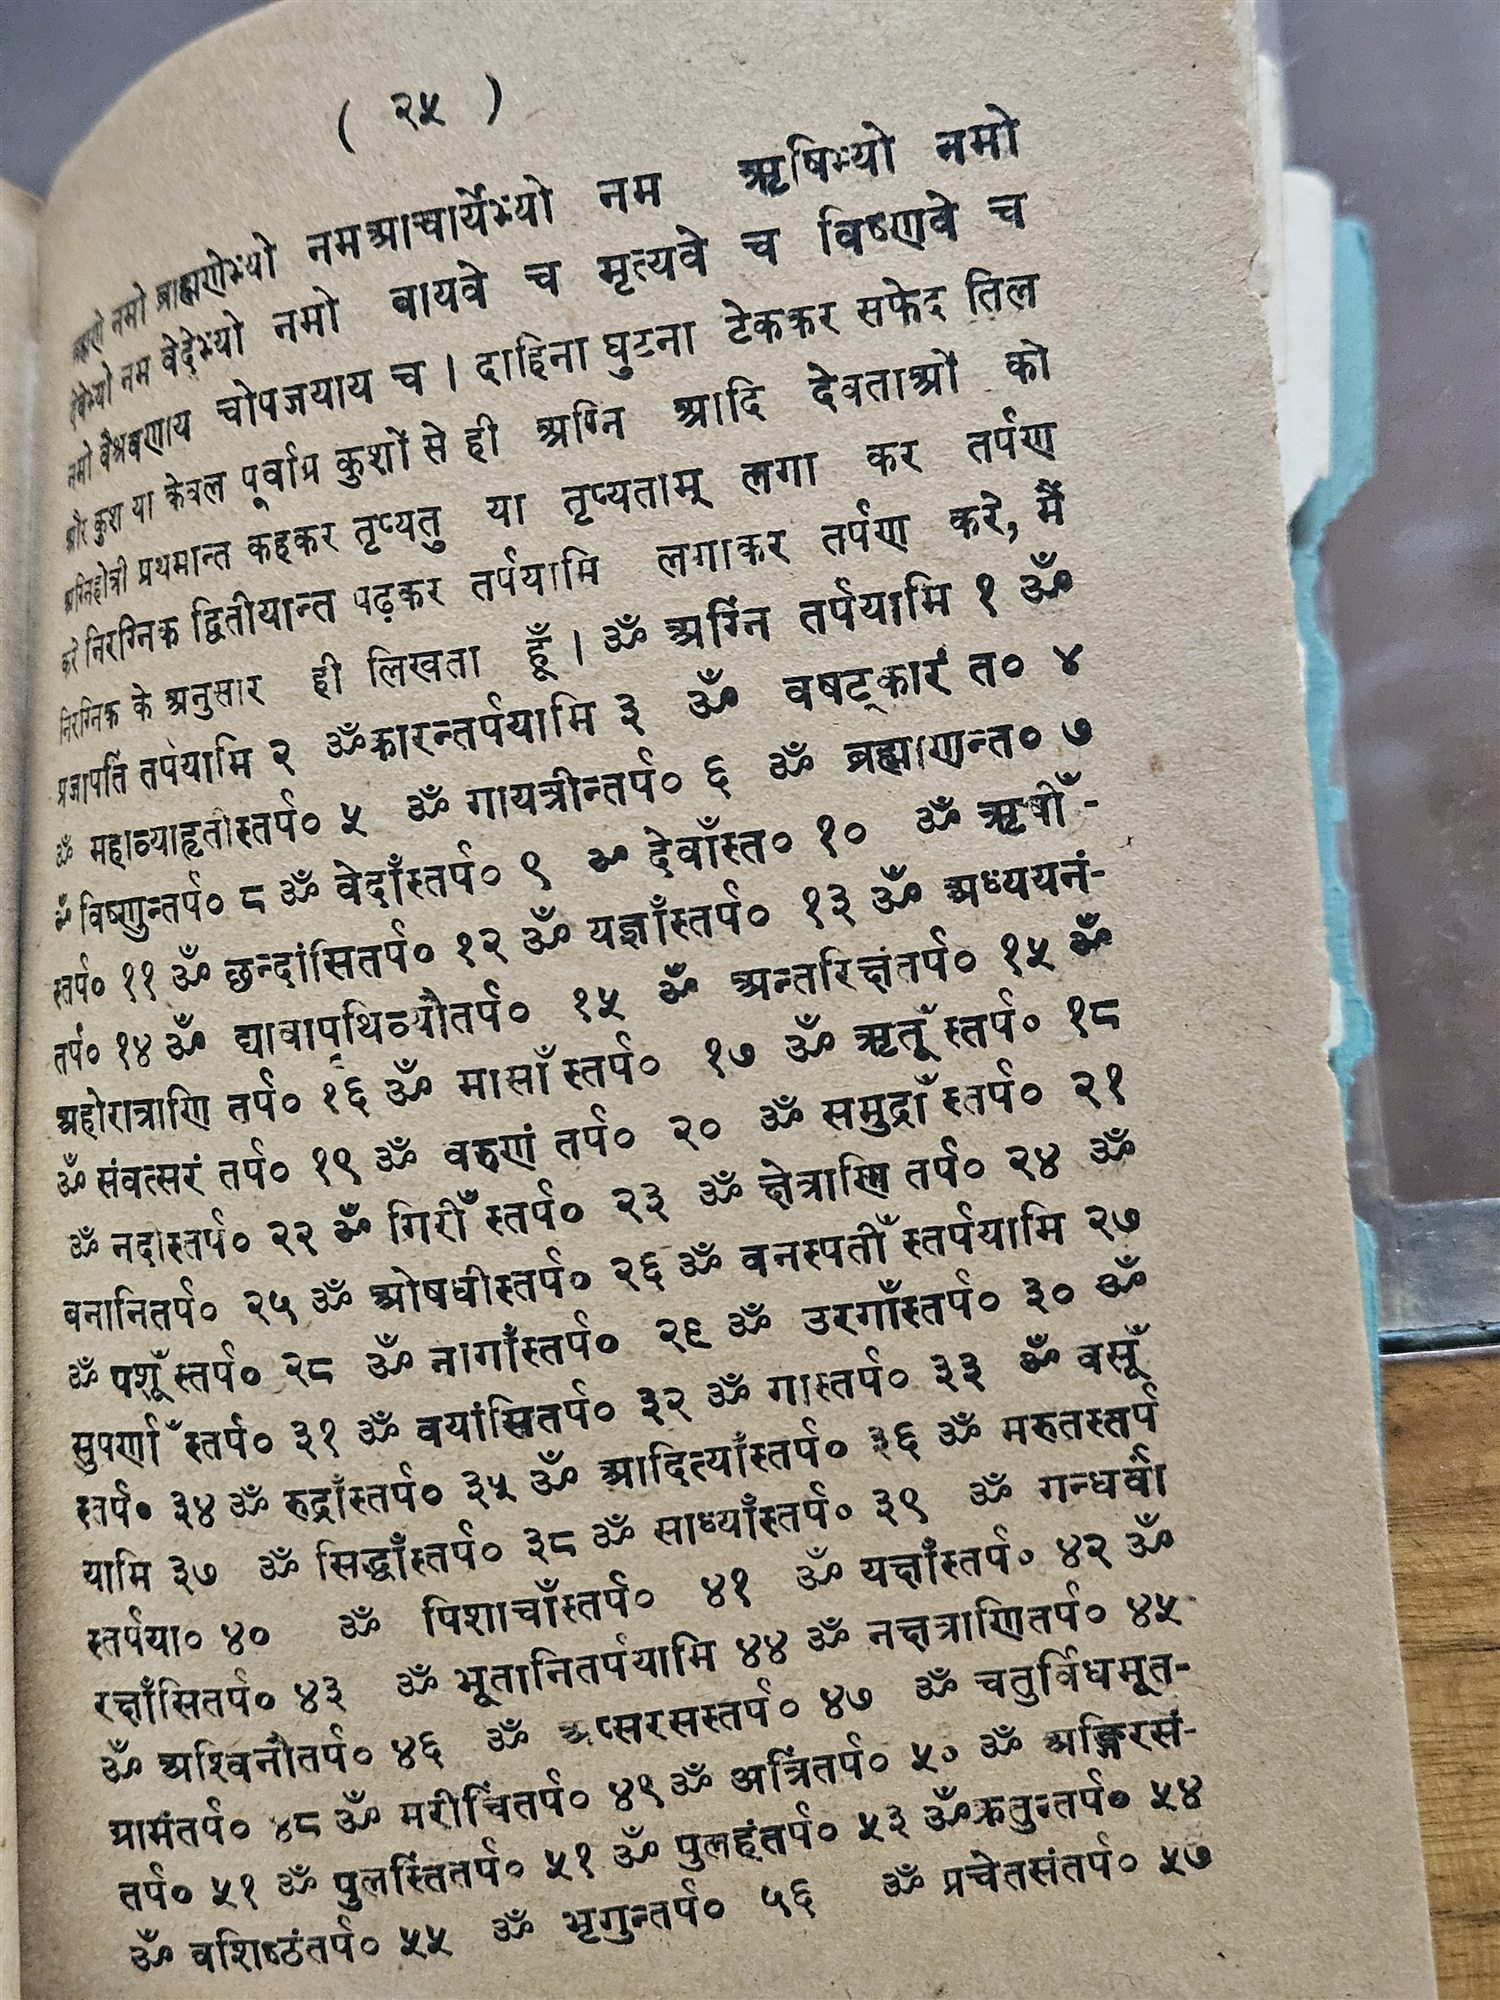 ( २५ )
ब्रह्मणे नमो ब्राह्मणेभ्यो नमआचार्येभ्यो नम ऋषिभ्यो नमो
देवेभ्यो नम वेदेभ्यो नमो वायवे च मृत्यवे च विष्णवे च
नमो वैश्रवणाय चोपजयाय च । दाहिना घुटना टेककर सफेद तिल
और कुश या केवल पूर्वाग्र कुशों से ही अग्नि आदि देवताओं को
अग्निहोत्री प्रथमान्त कहकर तृप्यतु या तृप्यताम् लगा कर तर्पण
करे निरग्निक द्वितीयान्त पढ़कर तर्पयामि लगाकर तर्पण करे, मैं
निरग्निक के अनुसार ही लिखता हूँ । ॐ अग्निं तर्पयामि १ ॐ
प्रजापतिं तर्पयामि २ ॐकारन्तर्पयामि ३ ॐ वषट्कारं त० ४
ॐ महाव्याहृतीस्तर्प० ५ ॐ गायत्रीन्तर्प० ६ ॐ ब्रह्माणन्त० ७
ॐ विष्णुन्तर्प० ८ ॐ वेदाँस्तर्प० ९ ॐ देवाँस्त० १० ॐ ऋषीँ-
स्तर्प० ११ ॐ छन्दांसितर्प० १२ ॐ यज्ञाँस्तर्प० १३ ॐ अध्ययनं-
तर्प० १४ ॐ द्यावापृथिव्यौतर्प० १५ ॐ अन्तरिक्षंतर्प० १५ ॐ
अहोरात्राणि तर्प० १६ ॐ मासाँ स्तर्प० १७ ॐ ऋतूँ स्तर्प० १८
ॐ संवत्सरं तर्प० १९ ॐ वरुणं तर्प० २० ॐ समुद्राँ स्तर्प० २१
ॐ नदीस्तर्प० २२ ॐ गिरीँ स्तर्प० २३ ॐ क्षेत्राणि तर्प० २४ ॐ
वनानितर्प० २५ ॐ ओषधीस्तर्प० २६ ॐ वनस्पतीँ स्तर्पयामि २७
ॐ पशूँ स्तर्प० २८ ॐ नागाँस्तर्प० २९ ॐ उरगाँस्तर्प० ३० ॐ
सुपर्णाँ स्तर्प० ३१ ॐ वयांसितर्प० ३२ ॐ गास्तर्प० ३३ ॐ वसूँ
स्तर्प० ३४ ॐ रुद्राँस्तर्प० ३५ ॐ आदित्याँस्तर्प० ३६ ॐ मरुतस्तर्प
यामि ३७ ॐ सिद्धाँस्तर्प० ३८ ॐ साध्याँस्तर्प० ३९ ॐ गन्धर्वां
स्तर्पया० ४० ॐ पिशाचाँस्तर्प० ४१ ॐ यक्षाँस्तर्प० ४२ ॐ
रक्षाँसितर्प० ४३ ॐ भूतानितर्पयामि ४४ ॐ नक्षत्राणितर्प० ४५
ॐ अश्विनौतर्प० ४६ ॐ अप्सरसस्तर्प० ४७ ॐ चतुर्विधभूत-
ग्रामंतर्प० ४८ ॐ मरीचिंतर्प० ४९ ॐ अत्रिंतर्प० ५० ॐ अङ्गिरसं-
तर्प० ५१ ॐ पुलस्तिंतर्प० ५१ ॐ पुलहंतर्प० ५३ ॐ क्रतुन्तर्प० ५४
ॐ वशिष्ठंतर्प० ५५ ॐ भृगुन्तर्प० ५६ ॐ प्रचेतसंतर्प० ५७